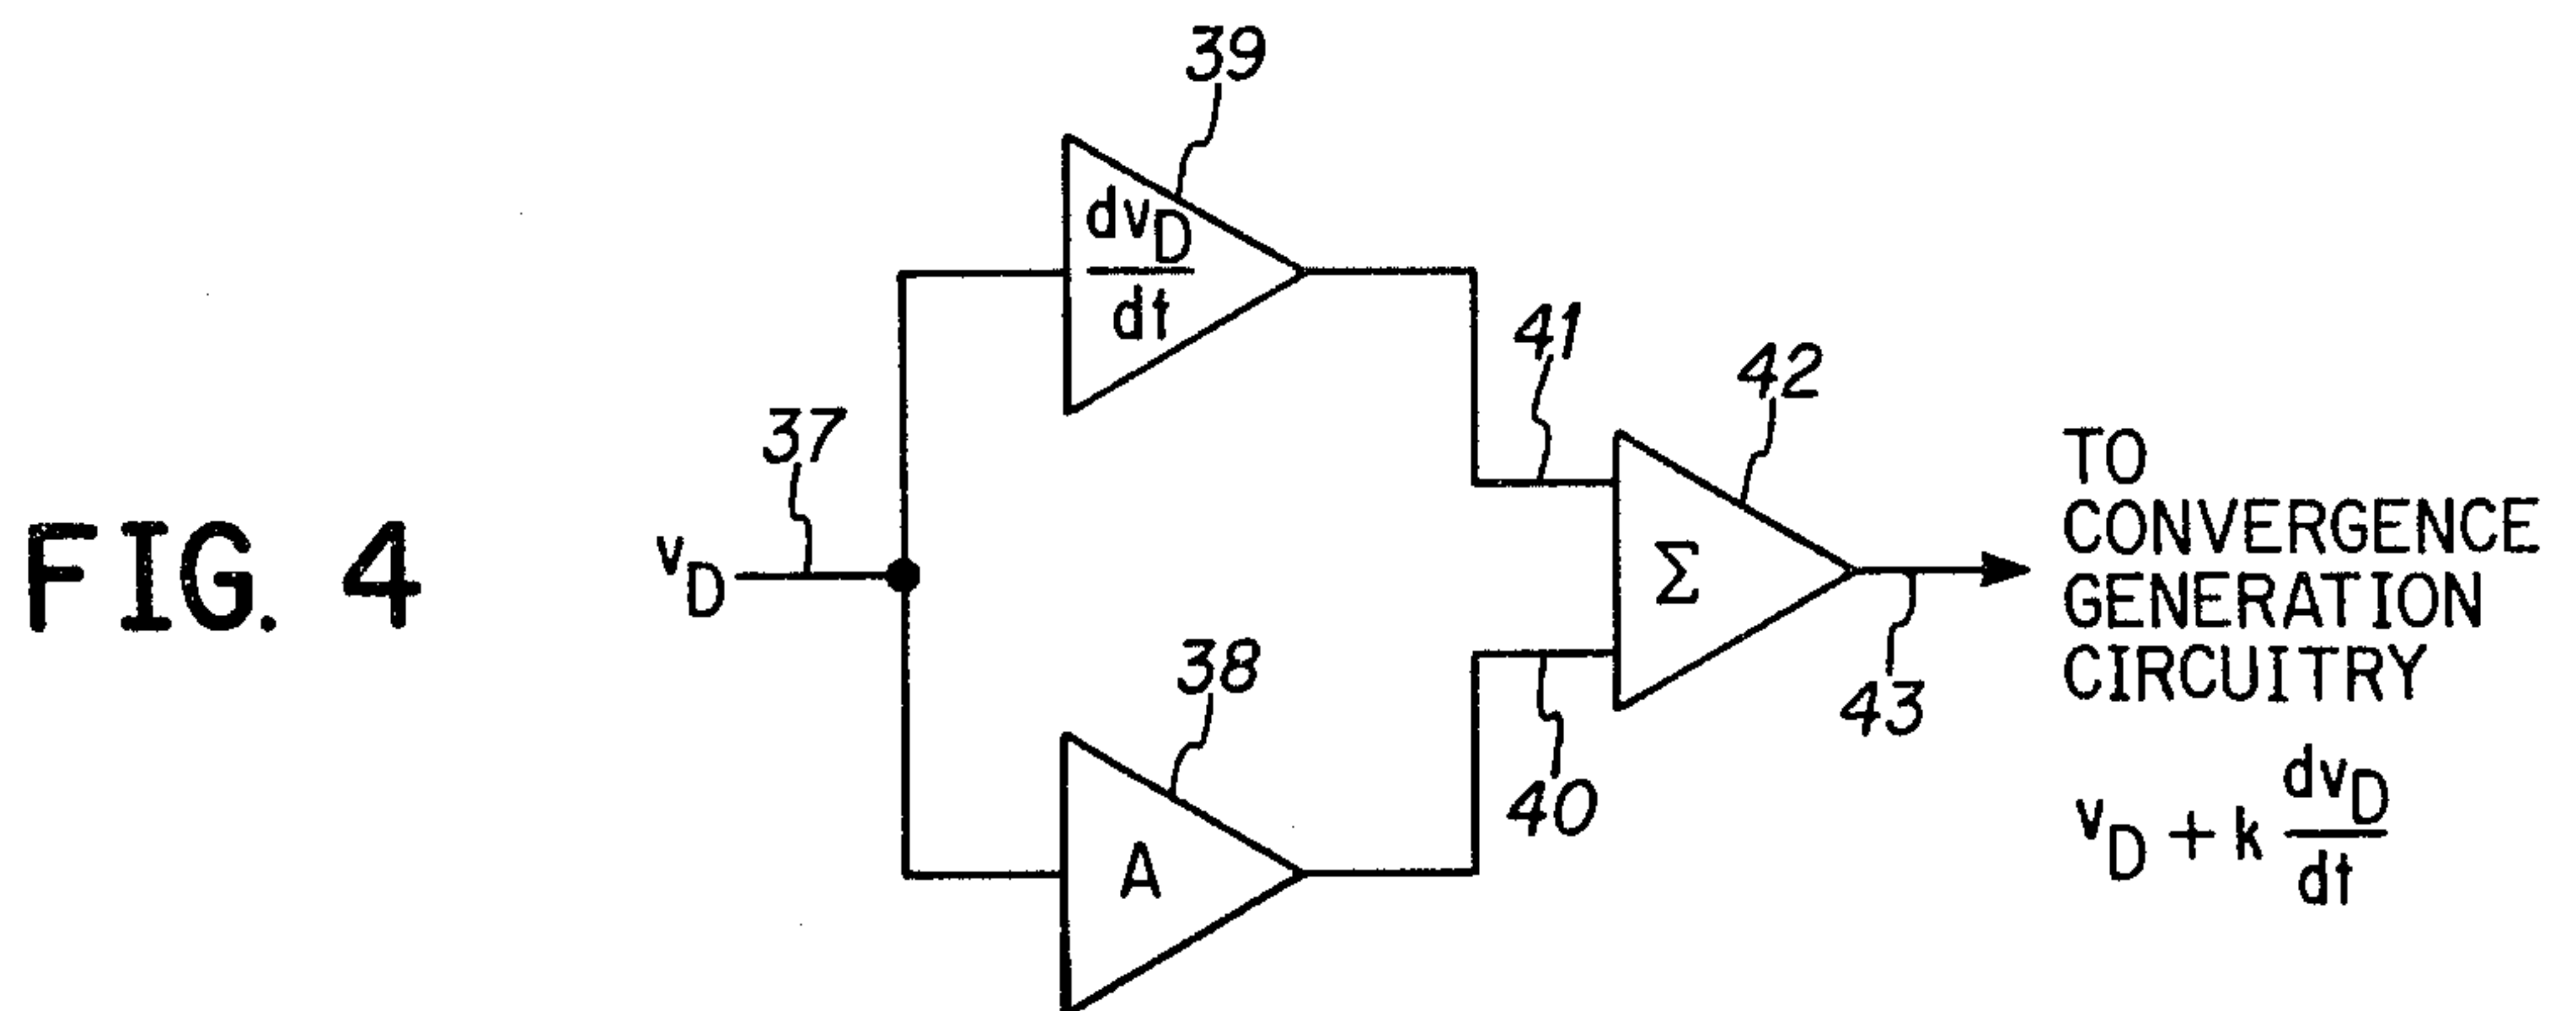 FIG. 4
39
dvD
dt
41
42
37
vD
Σ
TO
CONVERGENCE
GENERATION
CIRCUITRY
43
38
40
A
vD + k dvD
dt